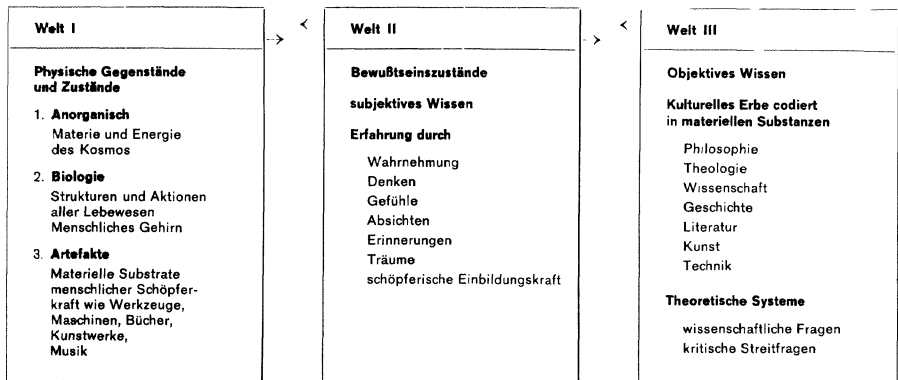 Welt I
Physische Gegenstände
und Zustände
1. Anorganisch
Materie und Energie
des Kosmos
2. Biologie
Strukturen und Aktionen
aller Lebewesen
Menschliches Gehirn
3. Artefakte
Materielle Substrate
menschlicher Schöpfer-
kraft wie Werkzeuge,
Maschinen, Bücher,
Kunstwerke,
Musik
Welt II
Bewußtseinszustände
subjektives Wissen
Erfahrung durch
Wahrnehmung
Denken
Gefühle
Absichten
Erinnerungen
Träume
schöpferische Einbildungskraft
Welt III
Objektives Wissen
Kulturelles Erbe codiert
in materiellen Substanzen
Philosophie
Theologie
Wissenschaft
Geschichte
Literatur
Kunst
Technik
Theoretische Systeme
wissenschaftliche Fragen
kritische Streitfragen